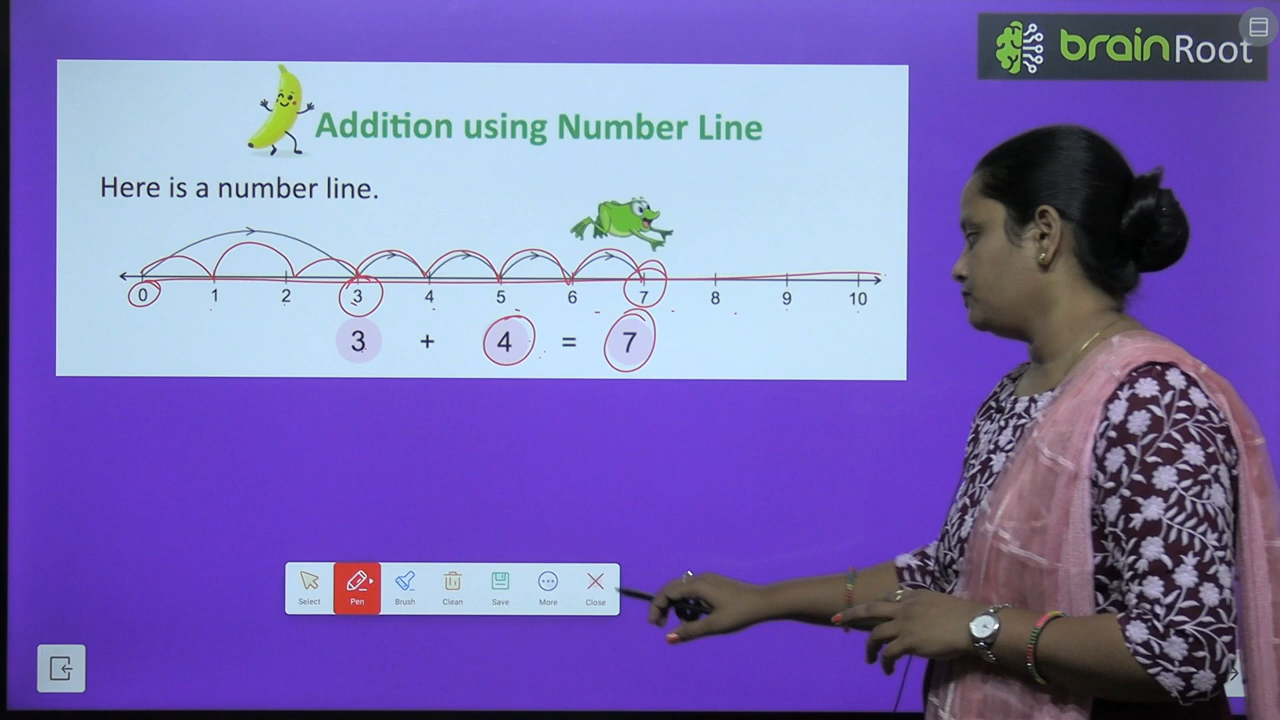 brainRoot
Addition using Number Line
Here is a number line.
0 1 2 3 4 5 6 7 8 9 10
3 + 4 = 7
Select Pen Brush Clean Save More Close